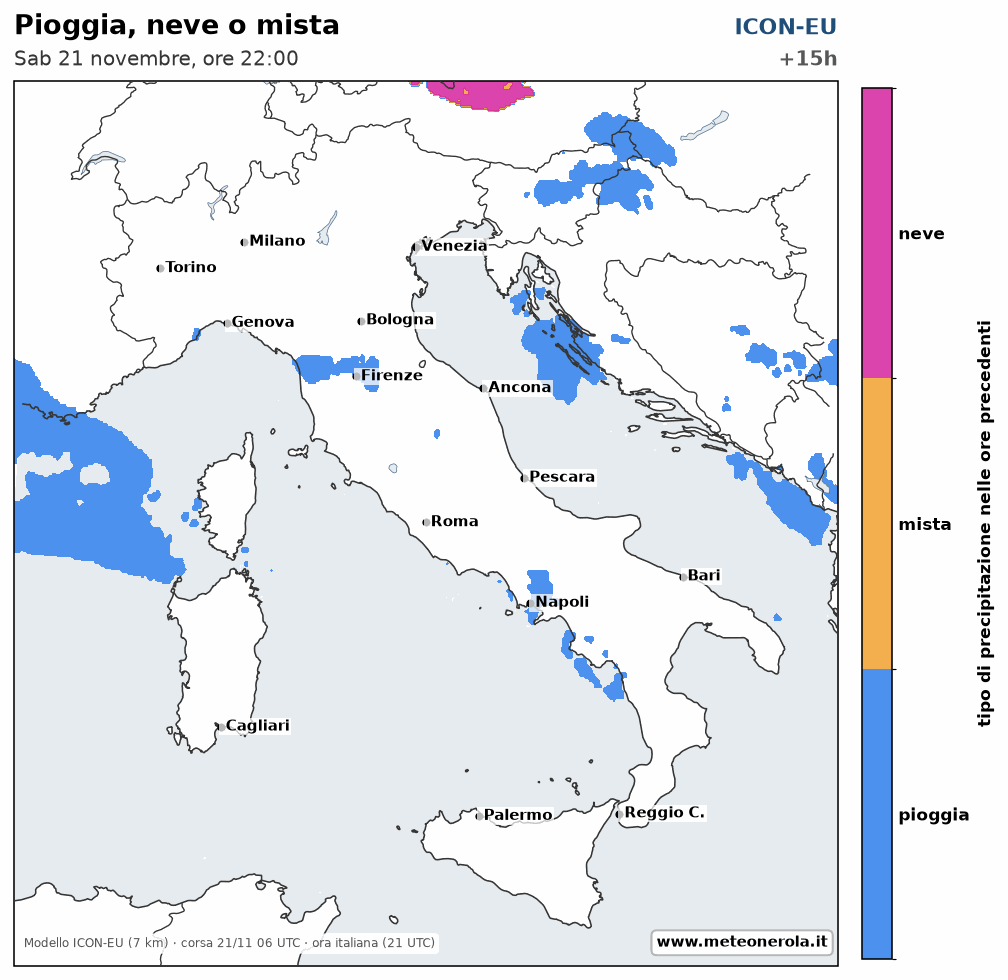 Pioggia, neve o mista
ICON-EU
Sab 21 novembre, ore 22:00
+15h
Milano
Venezia
Torino
Genova
Bologna
Firenze
Ancona
Pescara
Roma
Bari
Napoli
Cagliari
Palermo
Reggio C.
neve
mista
pioggia
tipo di precipitazione nelle ore precedenti
Modello ICON-EU (7 km) · corsa 21/11 06 UTC · ora italiana (21 UTC)
www.meteonerola.it